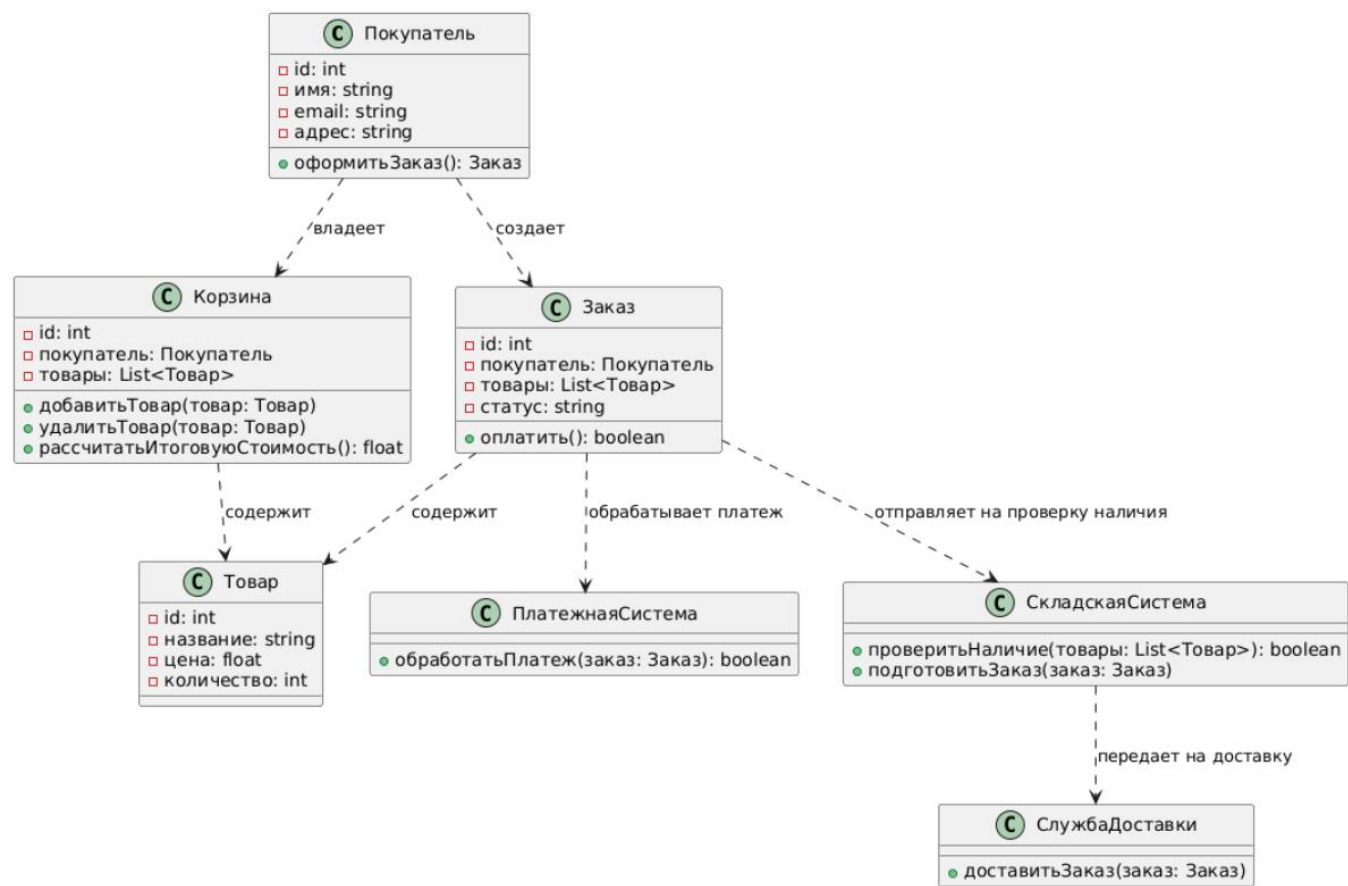 C Покупатель
id: int
имя: string
email: string
адрес: string
оформитьЗаказ(): Заказ
владеет
создает
C Корзина
id: int
покупатель: Покупатель
товары: List<Товар>
добавитьТовар(товар: Товар)
удалитьТовар(товар: Товар)
рассчитатьИтоговуюСтоимость(): float
C Заказ
id: int
покупатель: Покупатель
товары: List<Товар>
статус: string
оплатить(): boolean
содержит
содержит
обрабатывает платеж
отправляет на проверку наличия
C Товар
id: int
название: string
цена: float
количество: int
C ПлатежнаяСистема
обработатьПлатеж(заказ: Заказ): boolean
C СкладскаяСистема
проверитьНаличие(товары: List<Товар>): boolean
подготовитьЗаказ(заказ: Заказ)
передает на доставку
C СлужбаДоставки
доставитьЗаказ(заказ: Заказ)